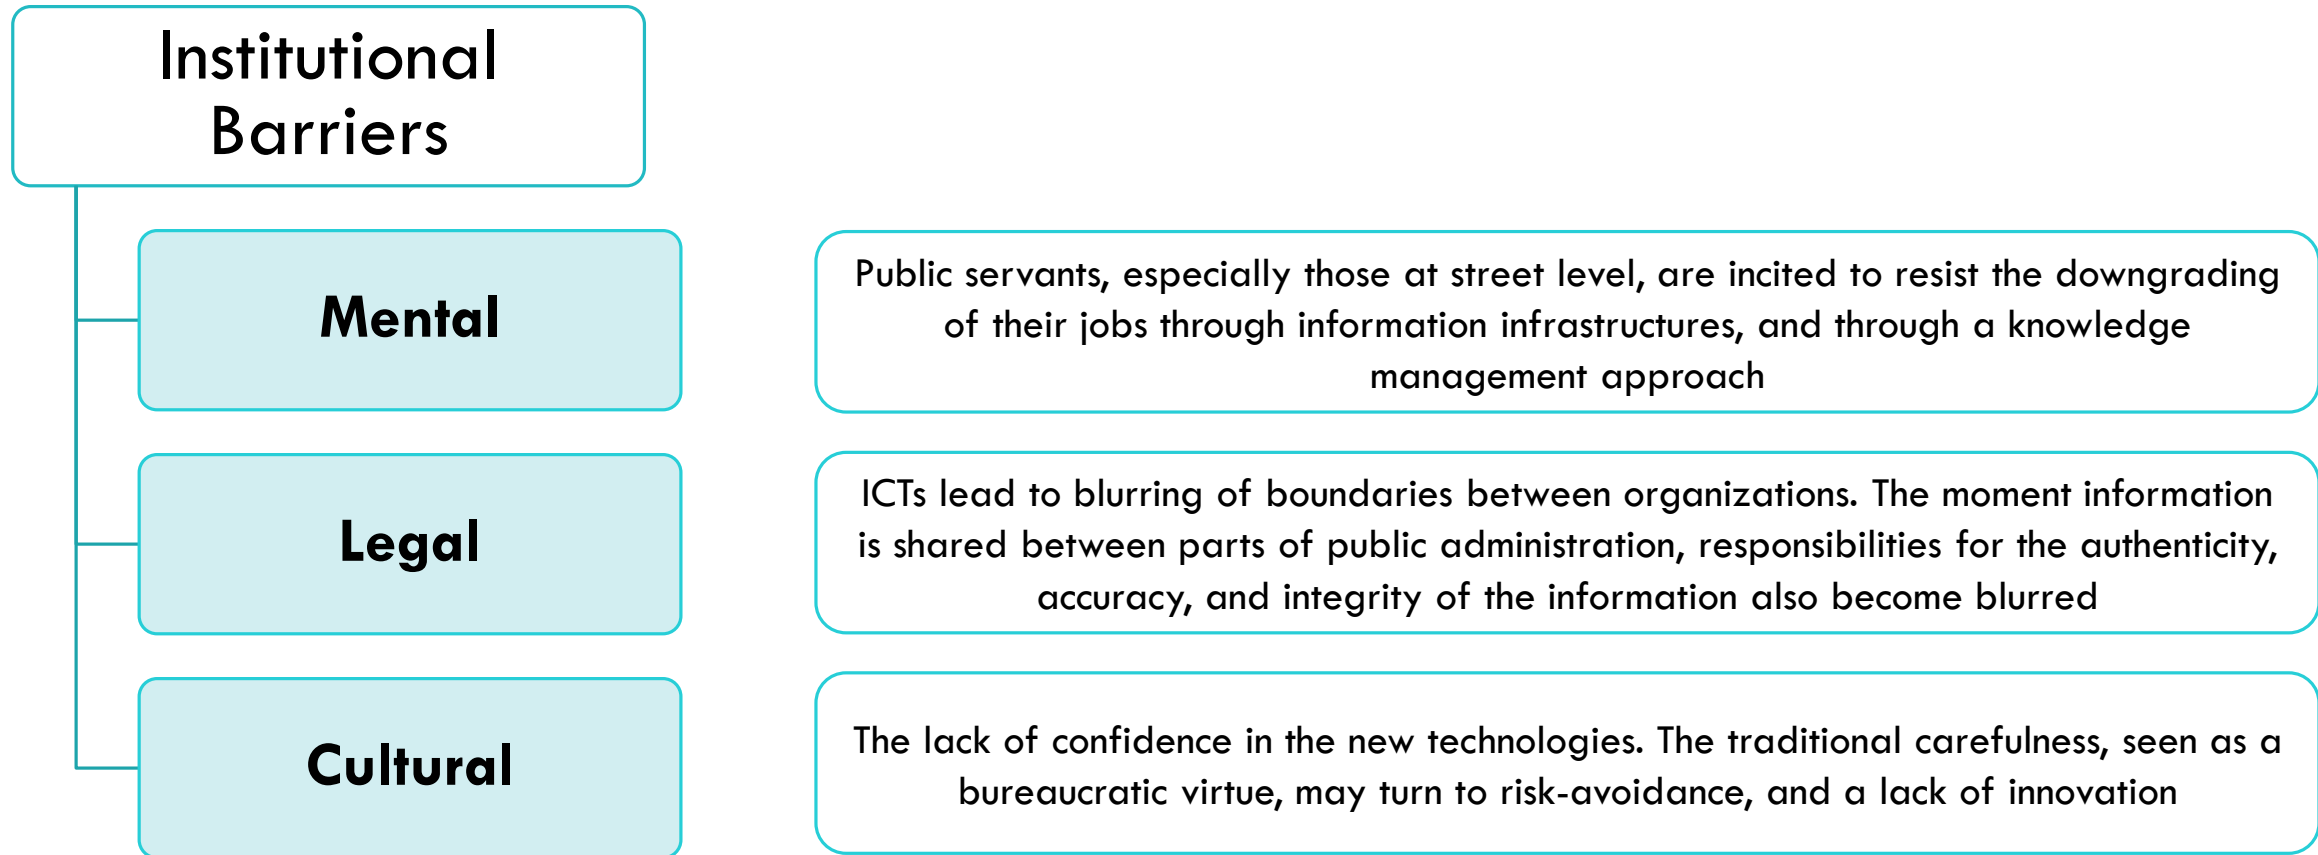 Institutional
Barriers
Mental
Public servants, especially those at street level, are incited to resist the downgrading
of their jobs through information infrastructures, and through a knowledge
management approach
Legal
ICTs lead to blurring of boundaries between organizations. The moment information
is shared between parts of public administration, responsibilities for the authenticity,
accuracy, and integrity of the information also become blurred
Cultural
The lack of confidence in the new technologies. The traditional carefulness, seen as a
bureaucratic virtue, may turn to risk-avoidance, and a lack of innovation